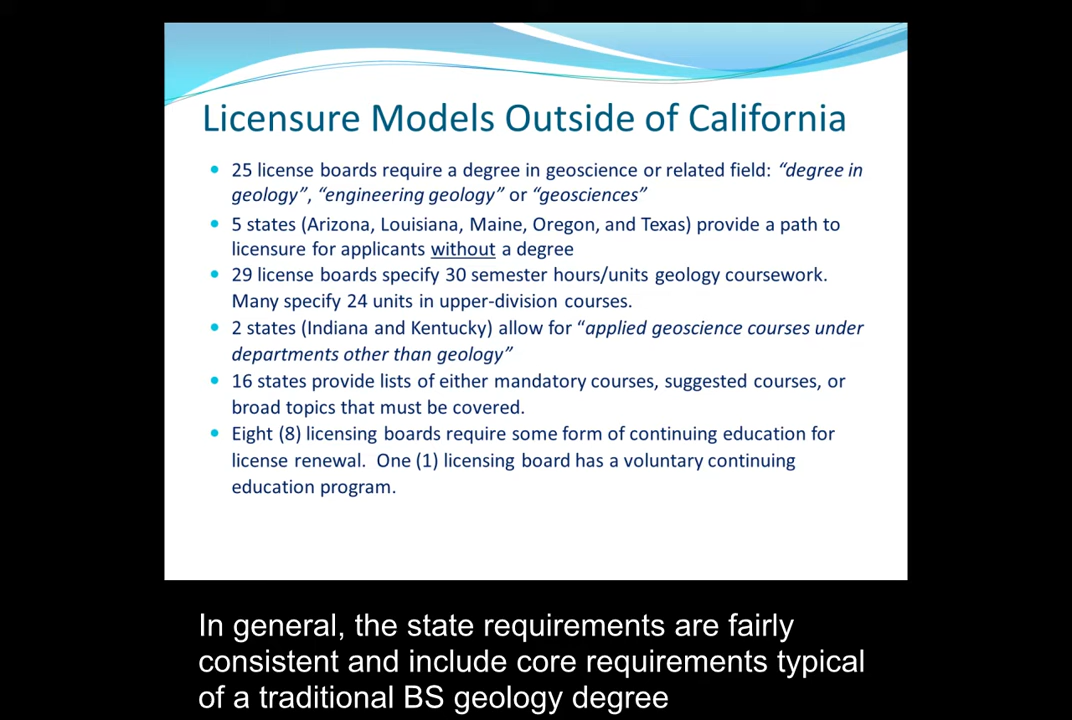 Licensure Models Outside of California
• 25 license boards require a degree in geoscience or related field: “degree in
geology”, “engineering geology” or “geosciences”
• 5 states (Arizona, Louisiana, Maine, Oregon, and Texas) provide a path to
licensure for applicants without a degree
• 29 license boards specify 30 semester hours/units geology coursework.
Many specify 24 units in upper-division courses.
• 2 states (Indiana and Kentucky) allow for “applied geoscience courses under
departments other than geology”
• 16 states provide lists of either mandatory courses, suggested courses, or
broad topics that must be covered.
• Eight (8) licensing boards require some form of continuing education for
license renewal.  One (1) licensing board has a voluntary continuing
education program.
In general, the state requirements are fairly
consistent and include core requirements typical
of a traditional BS geology degree